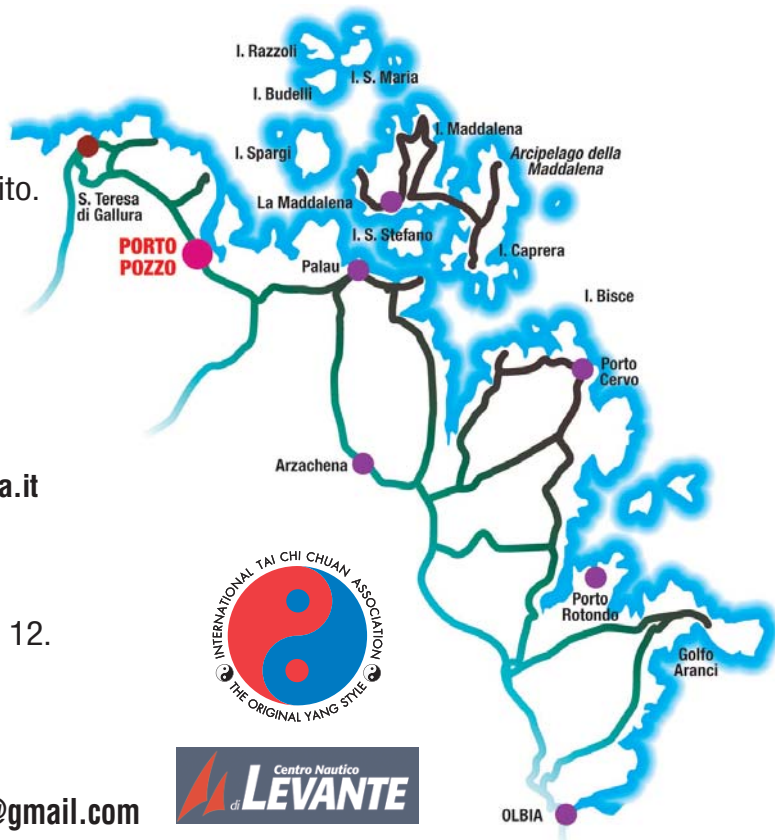 I. Razzoli
I. S. Maria
I. Budelli
I. Maddalena
I. Spargi
Arcipelago della
Maddalena
ito.
S. Teresa
di Gallura
La Maddalena
I. S. Stefano
PORTO
POZZO
I. Caprera
Palau
I. Bisce
Porto
Cervo
Arzachena
a.it
INTERNATIONAL TAI CHI CHUAN ASSOCIATION
THE ORIGINAL YANG STYLE
Porto
Rotondo
12.
Golfo
Aranci
Centro Nautico
di LEVANTE
@gmail.com
OLBIA